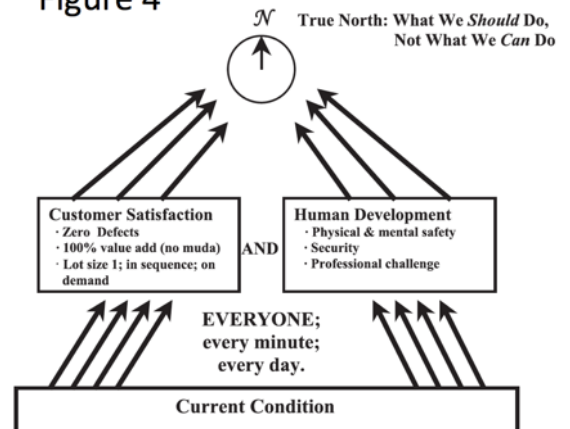 Figure 4
N
True North: What We Should Do,
Not What We Can Do
Customer Satisfaction
· Zero Defects
· 100% value add (no muda)
· Lot size 1; in sequence; on
demand
AND
Human Development
· Physical & mental safety
· Security
· Professional challenge
EVERYONE;
every minute;
every day.
Current Condition